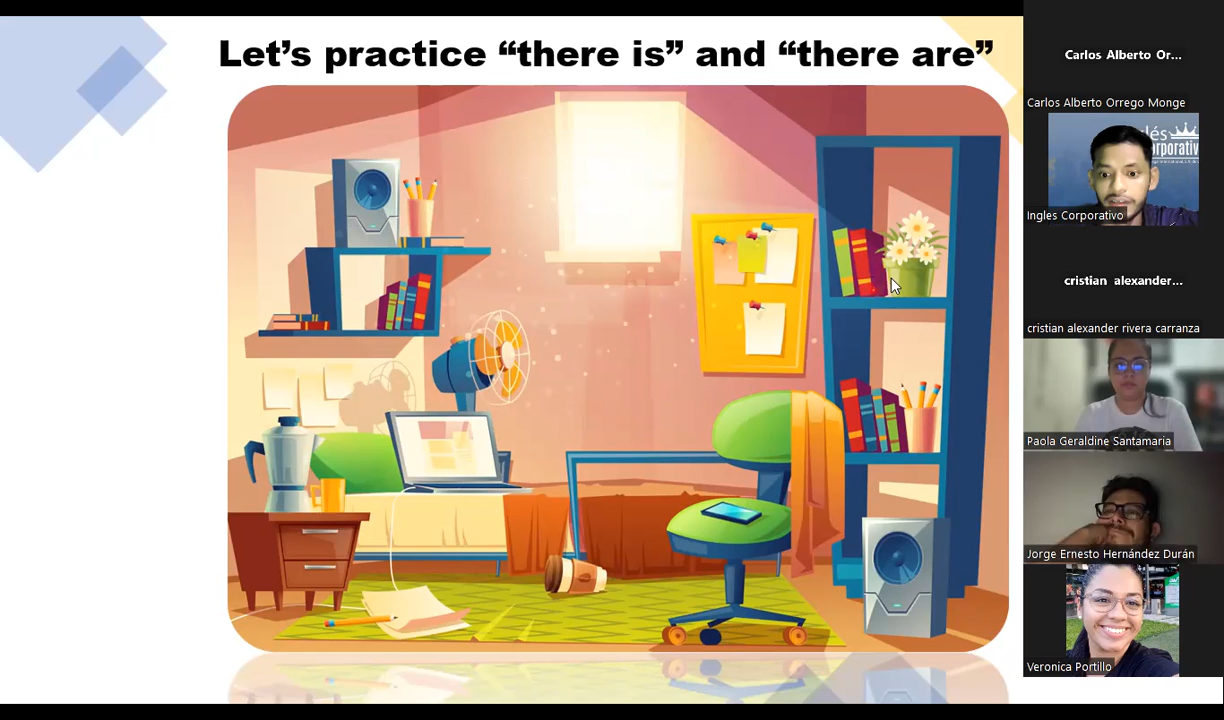 Let’s practice “there is” and “there are”
Carlos Alberto Or...
Carlos Alberto Orrego Monge
Ingles Corporativo
cristian alexander...
cristian alexander rivera carranza
Paola Geraldine Santamaria
Jorge Ernesto Hernández Durán
Veronica Portillo